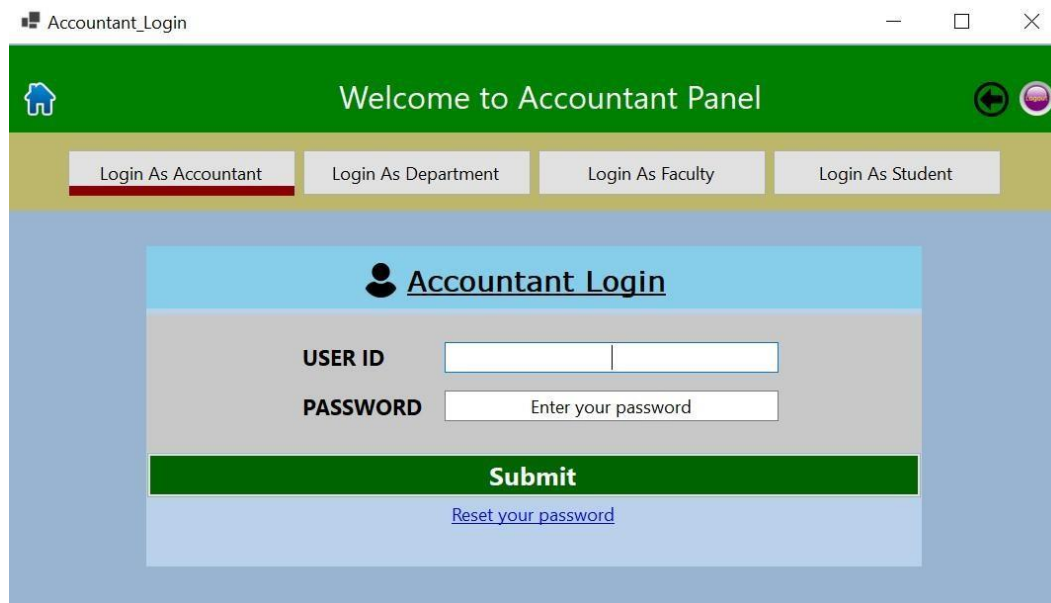 Accountant_Login
Welcome to Accountant Panel
Logout
Login As Accountant Login As Department Login As Faculty Login As Student
Accountant Login
USER ID
PASSWORD Enter your password
Submit
Reset your password